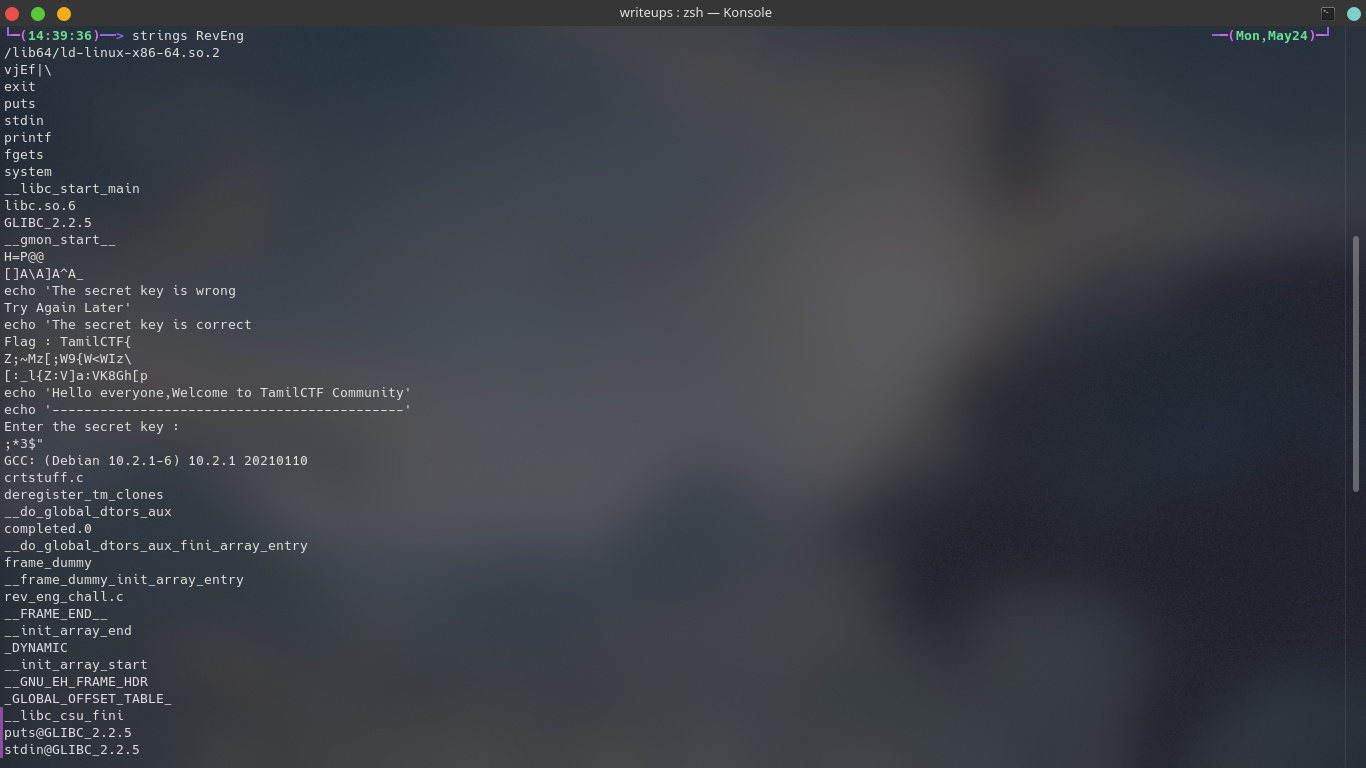 writeups : zsh — Konsole
└─(14:39:36)──> strings RevEng ──(Mon,May24)─┘
/lib64/ld-linux-x86-64.so.2
vjEf|\
exit
puts
stdin
printf
fgets
system
__libc_start_main
libc.so.6
GLIBC_2.2.5
__gmon_start__
H=P@@
[]A\A]A^A_
echo 'The secret key is wrong
Try Again Later'
echo 'The secret key is correct
Flag : TamilCTF{
Z;~Mz[;W9{W<WIz\
[:_l{Z:V]a:VK8Gh[p
echo 'Hello everyone,Welcome to TamilCTF Community'
echo '--------------------------------------------'
Enter the secret key :
;*3$"
GCC: (Debian 10.2.1-6) 10.2.1 20210110
crtstuff.c
deregister_tm_clones
__do_global_dtors_aux
completed.0
__do_global_dtors_aux_fini_array_entry
frame_dummy
__frame_dummy_init_array_entry
rev_eng_chall.c
__FRAME_END__
__init_array_end
_DYNAMIC
__init_array_start
__GNU_EH_FRAME_HDR
_GLOBAL_OFFSET_TABLE_
__libc_csu_fini
puts@GLIBC_2.2.5
stdin@GLIBC_2.2.5